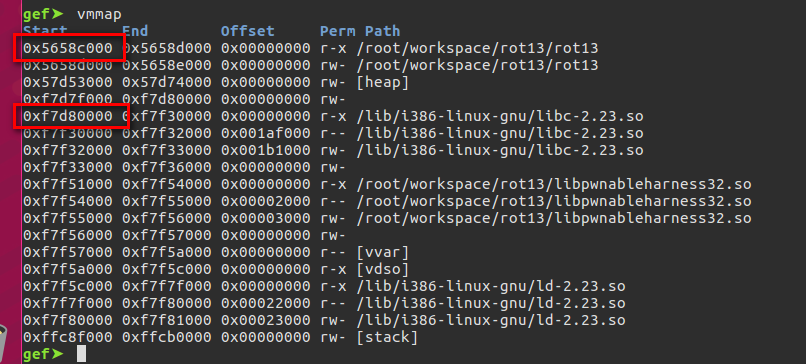 gef➤ vmmap
Start End Offset Perm Path
0x5658c000 0x5658d000 0x00000000 r-x /root/workspace/rot13/rot13
0x5658d000 0x5658e000 0x00000000 rw- /root/workspace/rot13/rot13
0x57d53000 0x57d74000 0x00000000 rw- [heap]
0xf7d7f000 0xf7d80000 0x00000000 rw-
0xf7d80000 0xf7f30000 0x00000000 r-x /lib/i386-linux-gnu/libc-2.23.so
0xf7f30000 0xf7f32000 0x001af000 r-- /lib/i386-linux-gnu/libc-2.23.so
0xf7f32000 0xf7f33000 0x001b1000 rw- /lib/i386-linux-gnu/libc-2.23.so
0xf7f33000 0xf7f36000 0x00000000 rw-
0xf7f51000 0xf7f54000 0x00000000 r-x /root/workspace/rot13/libpwnableharness32.so
0xf7f54000 0xf7f55000 0x00002000 r-- /root/workspace/rot13/libpwnableharness32.so
0xf7f55000 0xf7f56000 0x00003000 rw- /root/workspace/rot13/libpwnableharness32.so
0xf7f56000 0xf7f57000 0x00000000 rw-
0xf7f57000 0xf7f5a000 0x00000000 r-- [vvar]
0xf7f5a000 0xf7f5c000 0x00000000 r-x [vdso]
0xf7f5c000 0xf7f7f000 0x00000000 r-x /lib/i386-linux-gnu/ld-2.23.so
0xf7f7f000 0xf7f80000 0x00022000 r-- /lib/i386-linux-gnu/ld-2.23.so
0xf7f80000 0xf7f81000 0x00023000 rw- /lib/i386-linux-gnu/ld-2.23.so
0xffc8f000 0xffcb0000 0x00000000 rw- [stack]
gef➤